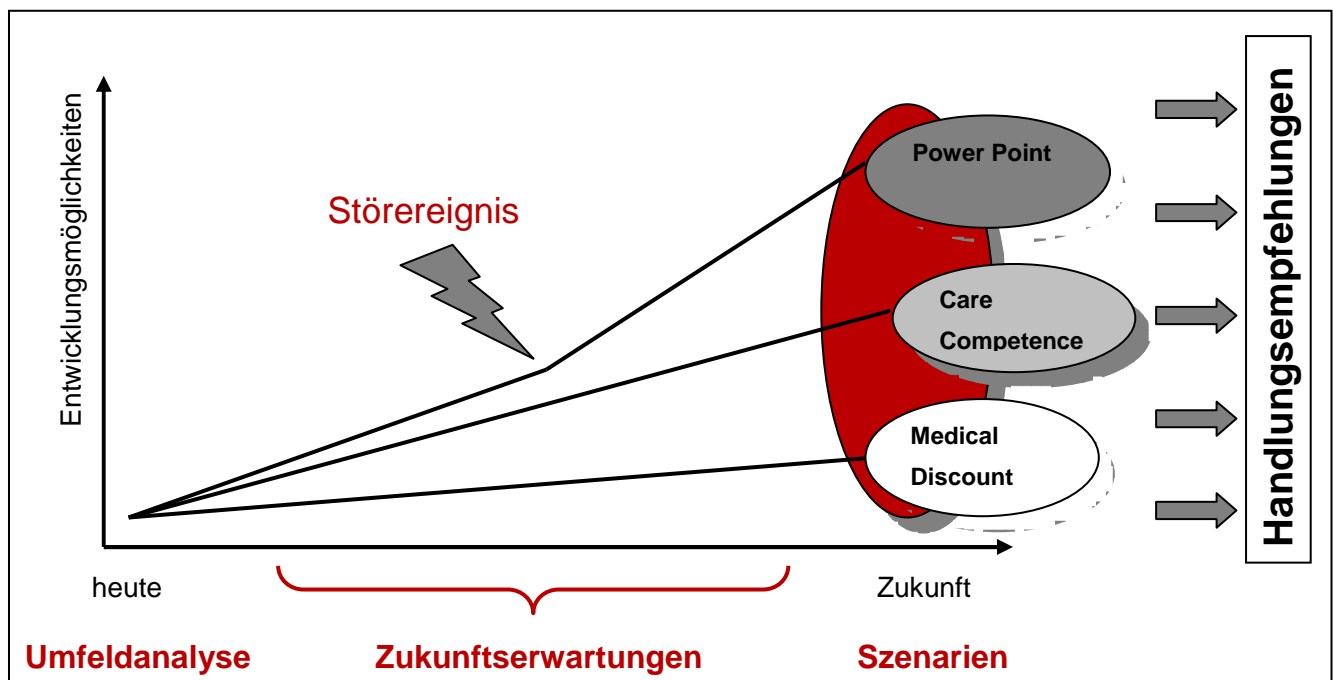 Entwicklungsmöglichkeiten
Störereignis
Power Point
Care
Competence
Medical
Discount
Handlungsempfehlungen
heute
Zukunft
Umfeldanalyse
Zukunftserwartungen
Szenarien